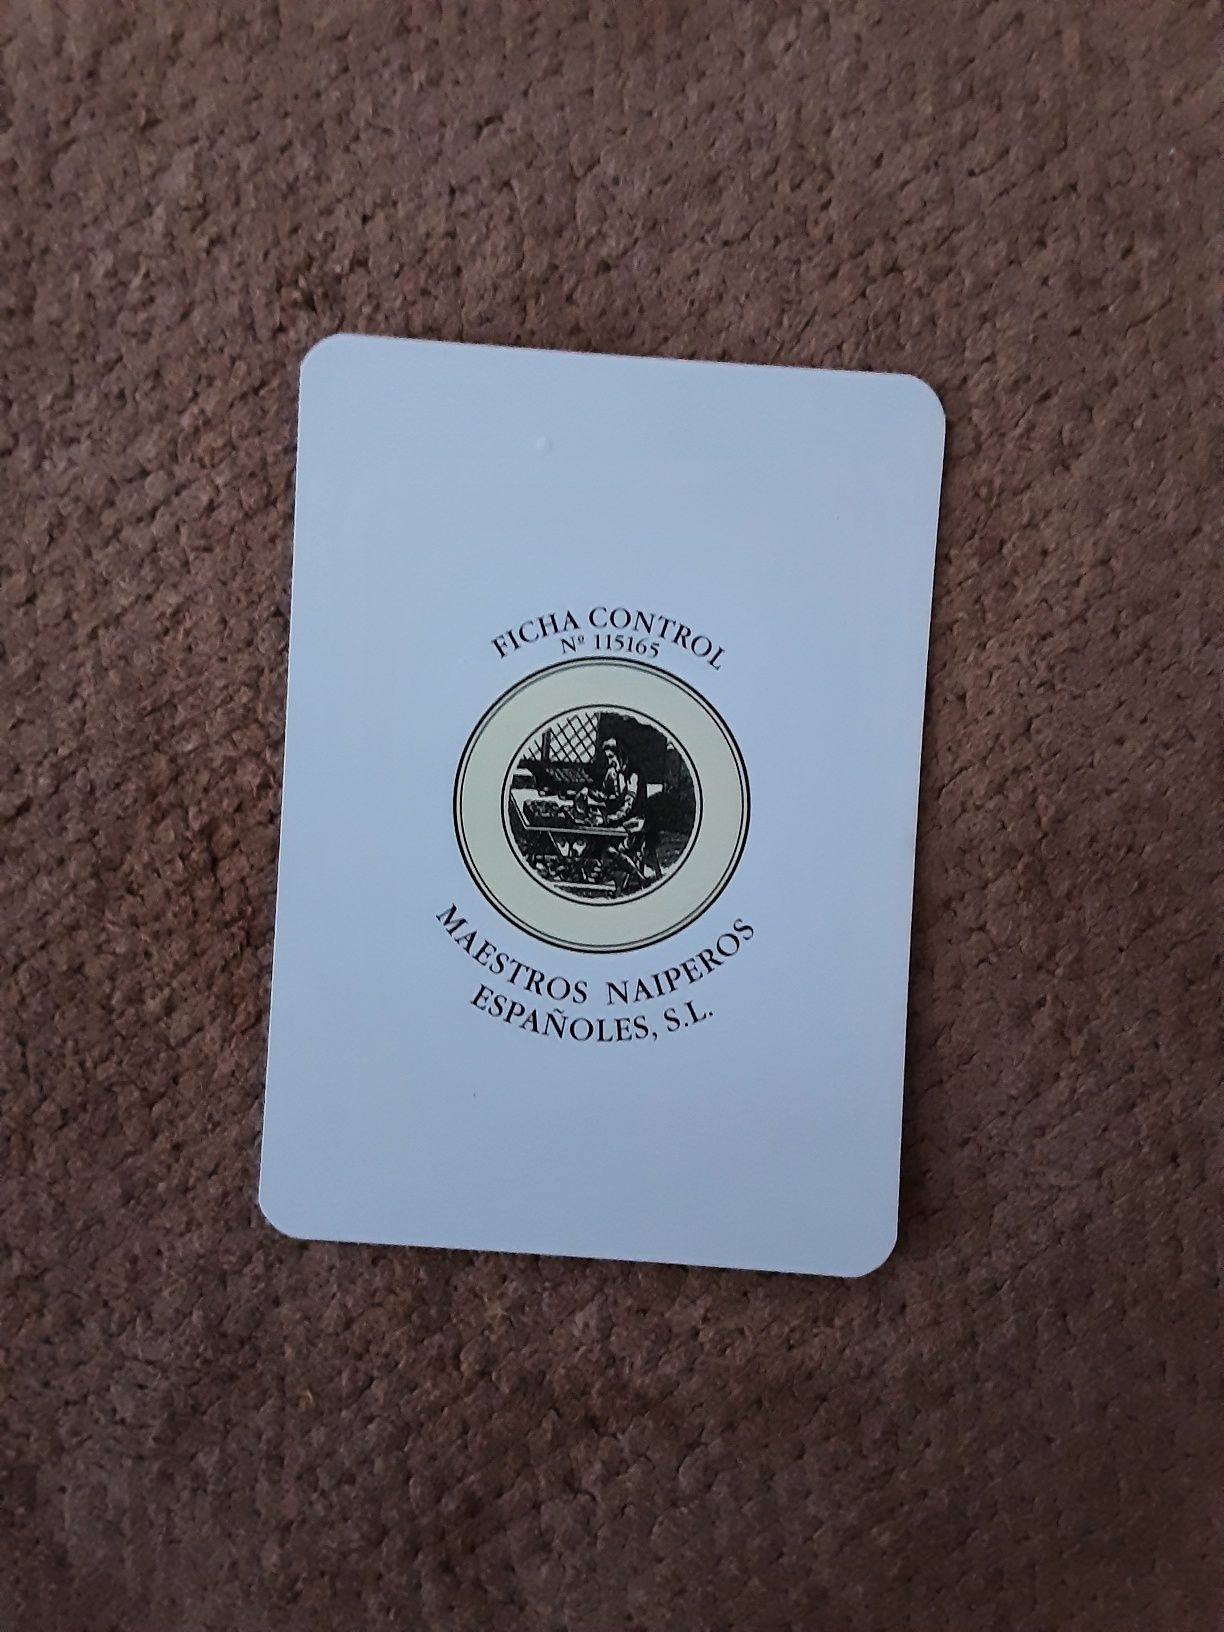 FICHA CONTROL
Nº 115165
MAESTROS NAIPEROS
ESPAÑOLES, S.L.